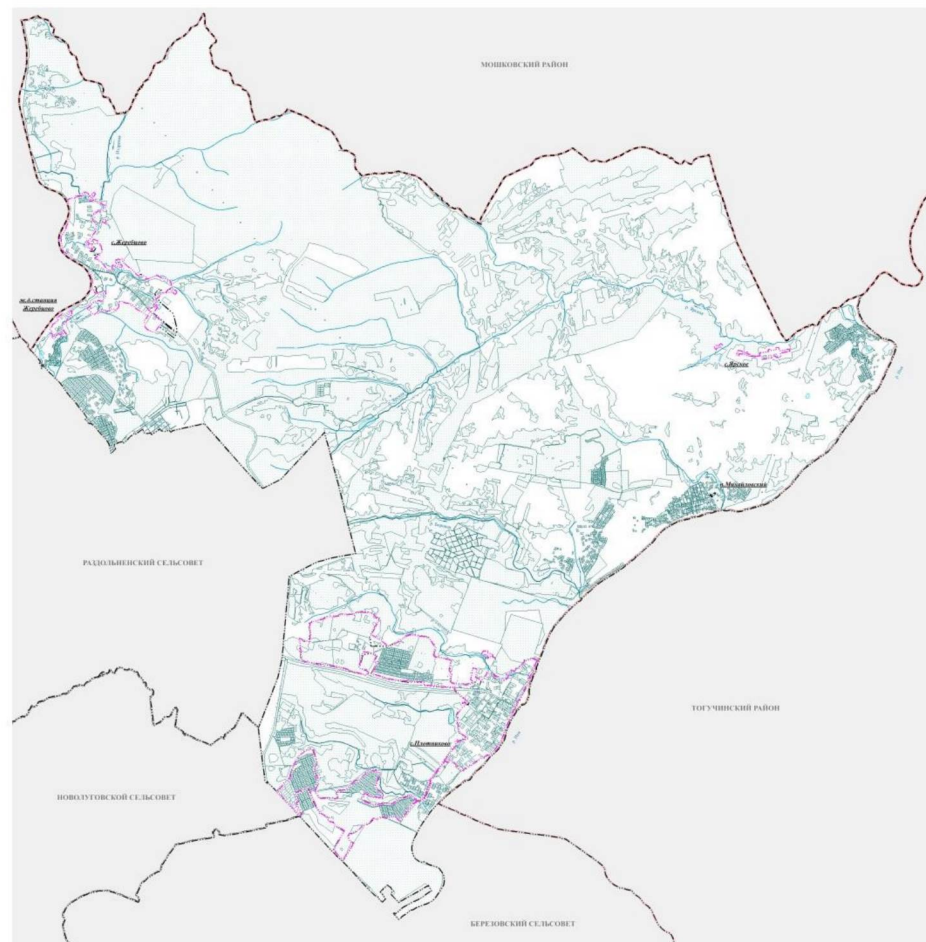 МОШКОВСКИЙ РАЙОН
с.Жеребцово
ж.д.станция
Жеребцово
с.Ярское
п.Михайловский
РАЗДОЛЬНЕНСКИЙ СЕЛЬСОВЕТ
ТОГУЧИНСКИЙ РАЙОН
с.Плотниково
НОВОЛУГОВСКОЙ СЕЛЬСОВЕТ
БЕРЕЗОВСКИЙ СЕЛЬСОВЕТ